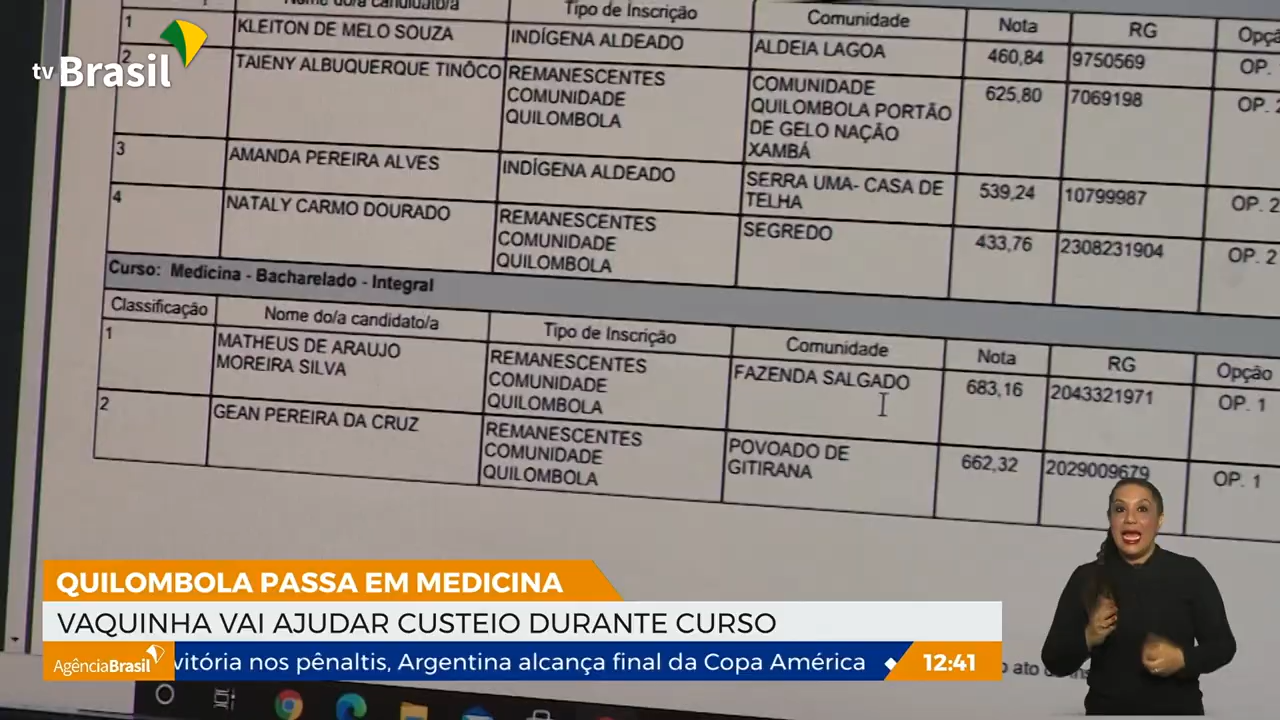 tv Brasil
Nome do/a candidato/a Tipo de Inscrição Comunidade Nota RG
1 KLEITON DE MELO SOUZA INDÍGENA ALDEADO ALDEIA LAGOA 460,84 9750569 OP.
2 TAIENY ALBUQUERQUE TINÔCO REMANESCENTES COMUNIDADE 625,80 7069198 OP. 2
COMUNIDADE QUILOMBOLA PORTÃO
QUILOMBOLA DE GELO NAÇÃO
XAMBÁ
3 AMANDA PEREIRA ALVES INDÍGENA ALDEADO SERRA UMA- CASA DE 539,24 10799987 OP. 2
TELHA
4 NATALY CARMO DOURADO REMANESCENTES SEGREDO 433,76 2308231904 OP. 2
COMUNIDADE
QUILOMBOLA
Curso: Medicina - Bacharelado - Integral
Classificação Nome do/a candidato/a Tipo de Inscrição Comunidade Nota RG Opção
1 MATHEUS DE ARAUJO REMANESCENTES FAZENDA SALGADO 683,16 2043321971 OP. 1
MOREIRA SILVA COMUNIDADE
QUILOMBOLA
2 GEAN PEREIRA DA CRUZ REMANESCENTES POVOADO DE 662,32 2029009679 OP. 1
COMUNIDADE GITIRANA
QUILOMBOLA
QUILOMBOLA PASSA EM MEDICINA
VAQUINHA VAI AJUDAR CUSTEIO DURANTE CURSO
AgênciaBrasil vitória nos pênaltis, Argentina alcança final da Copa América 12:41